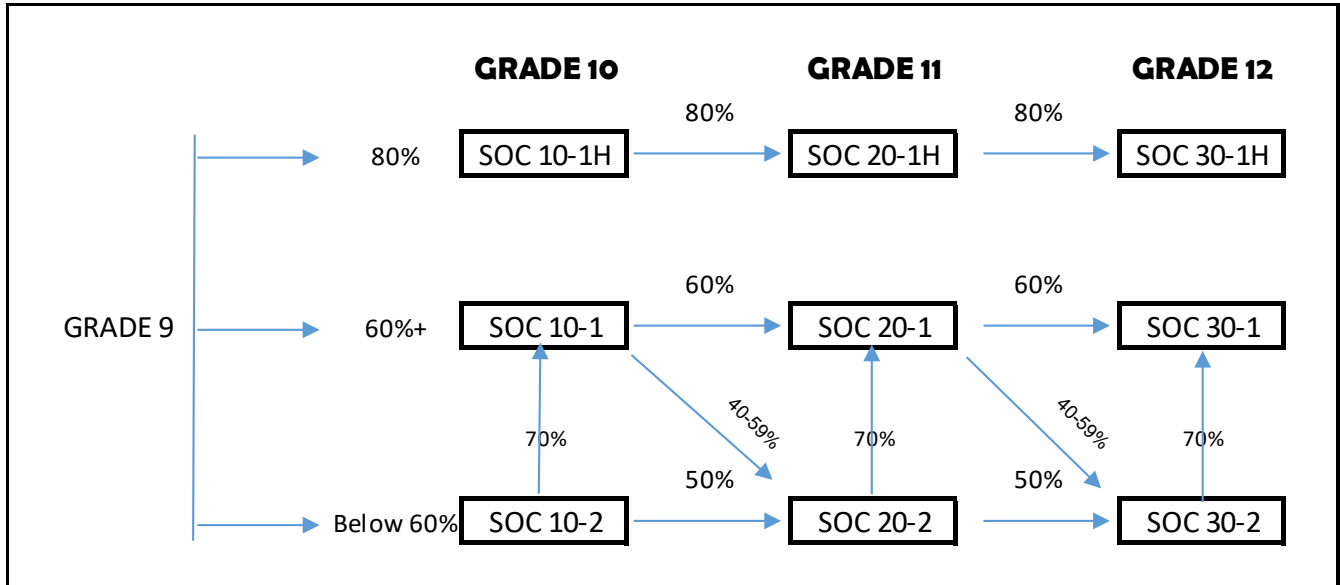 GRADE 10 GRADE 11 GRADE 12
80% 80%
80% SOC 10-1H SOC 20-1H SOC 30-1H
60% 60%
GRADE 9 60%+ SOC 10-1 SOC 20-1 SOC 30-1
40-59% 40-59%
70% 70% 70%
50% 50%
Below 60% SOC 10-2 SOC 20-2 SOC 30-2